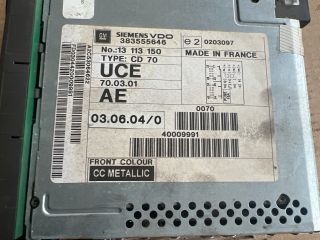 GM SIEMENS VDO
383555646
e2 0203097
No.:13 113 150
MADE IN FRANCE
TYPE: CD 70
UCE
70.03.01
AE
0070
03.06.04/0
40009991
FRONT COLOUR
CC METALLIC